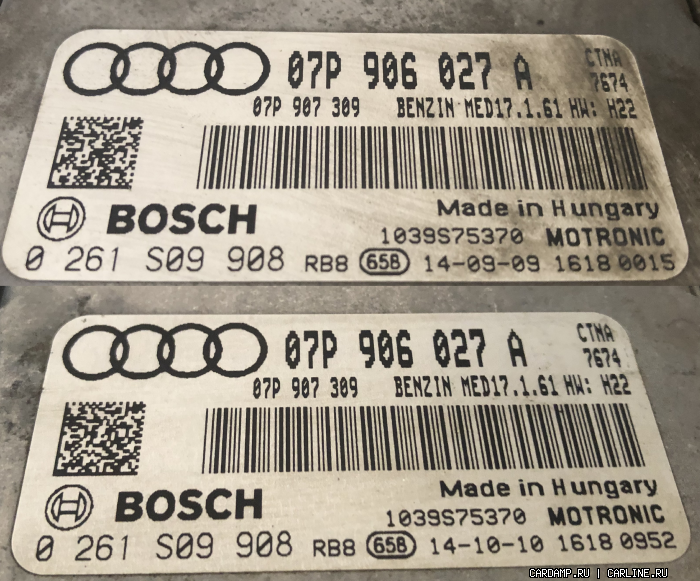 07P 906 027 A CTNA
7674
07P 907 309 BENZIN MED17.1.61 HW: H22
BOSCH Made in Hungary
1039S75370 MOTRONIC
0 261 S09 908 RB8 658 14-09-09 1618 0015
07P 906 027 A CTNA
7674
07P 907 309 BENZIN MED17.1.61 HW: H22
BOSCH Made in Hungary
1039S75370 MOTRONIC
0 261 S09 908 RB8 658 14-10-10 1618 0952
CARDAMP.RU | CARLINE.RU